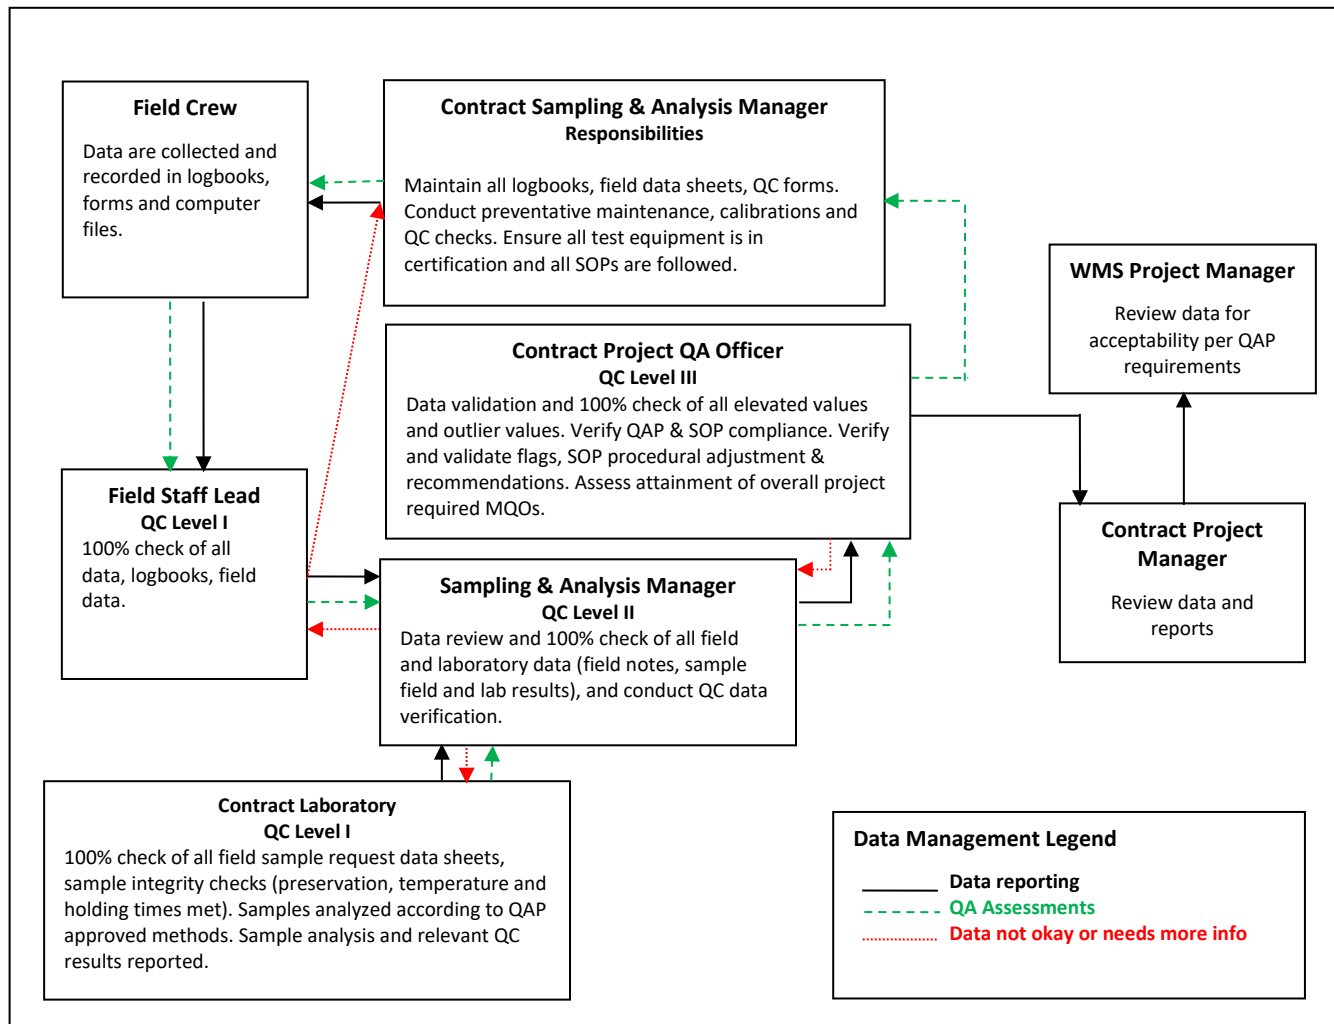 Field Crew
Data are collected and
recorded in logbooks,
forms and computer
files.
Contract Sampling & Analysis Manager
Responsibilities
Maintain all logbooks, field data sheets, QC forms.
Conduct preventative maintenance, calibrations and
QC checks. Ensure all test equipment is in
certification and all SOPs are followed.
WMS Project Manager
Review data for
acceptability per QAP
requirements
Contract Project QA Officer
QC Level III
Data validation and 100% check of all elevated values
and outlier values. Verify QAP & SOP compliance. Verify
and validate flags, SOP procedural adjustment &
recommendations. Assess attainment of overall project
required MQOs.
Field Staff Lead
QC Level I
100% check of all
data, logbooks, field
data.
Contract Project
Manager
Review data and
reports
Sampling & Analysis Manager
QC Level II
Data review and 100% check of all field
and laboratory data (field notes, sample
field and lab results), and conduct QC data
verification.
Contract Laboratory
QC Level I
100% check of all field sample request data sheets,
sample integrity checks (preservation, temperature and
holding times met). Samples analyzed according to QAP
approved methods. Sample analysis and relevant QC
results reported.
Data Management Legend
Data reporting
QA Assessments
Data not okay or needs more info